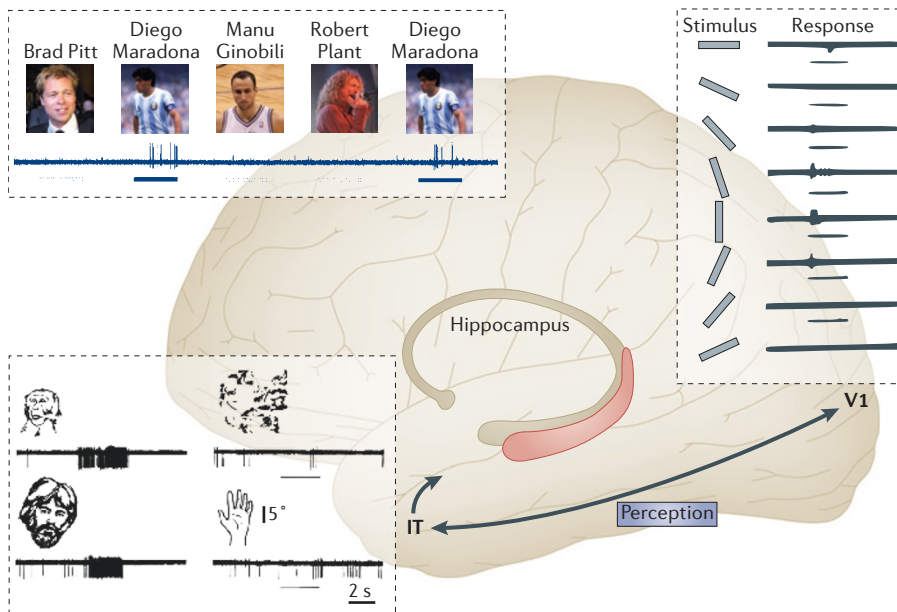 Brad Pitt
Diego
Maradona
Manu
Ginobili
Robert
Plant
Diego
Maradona
Stimulus
Response
Hippocampus
V1
IT
Perception
5°
2 s